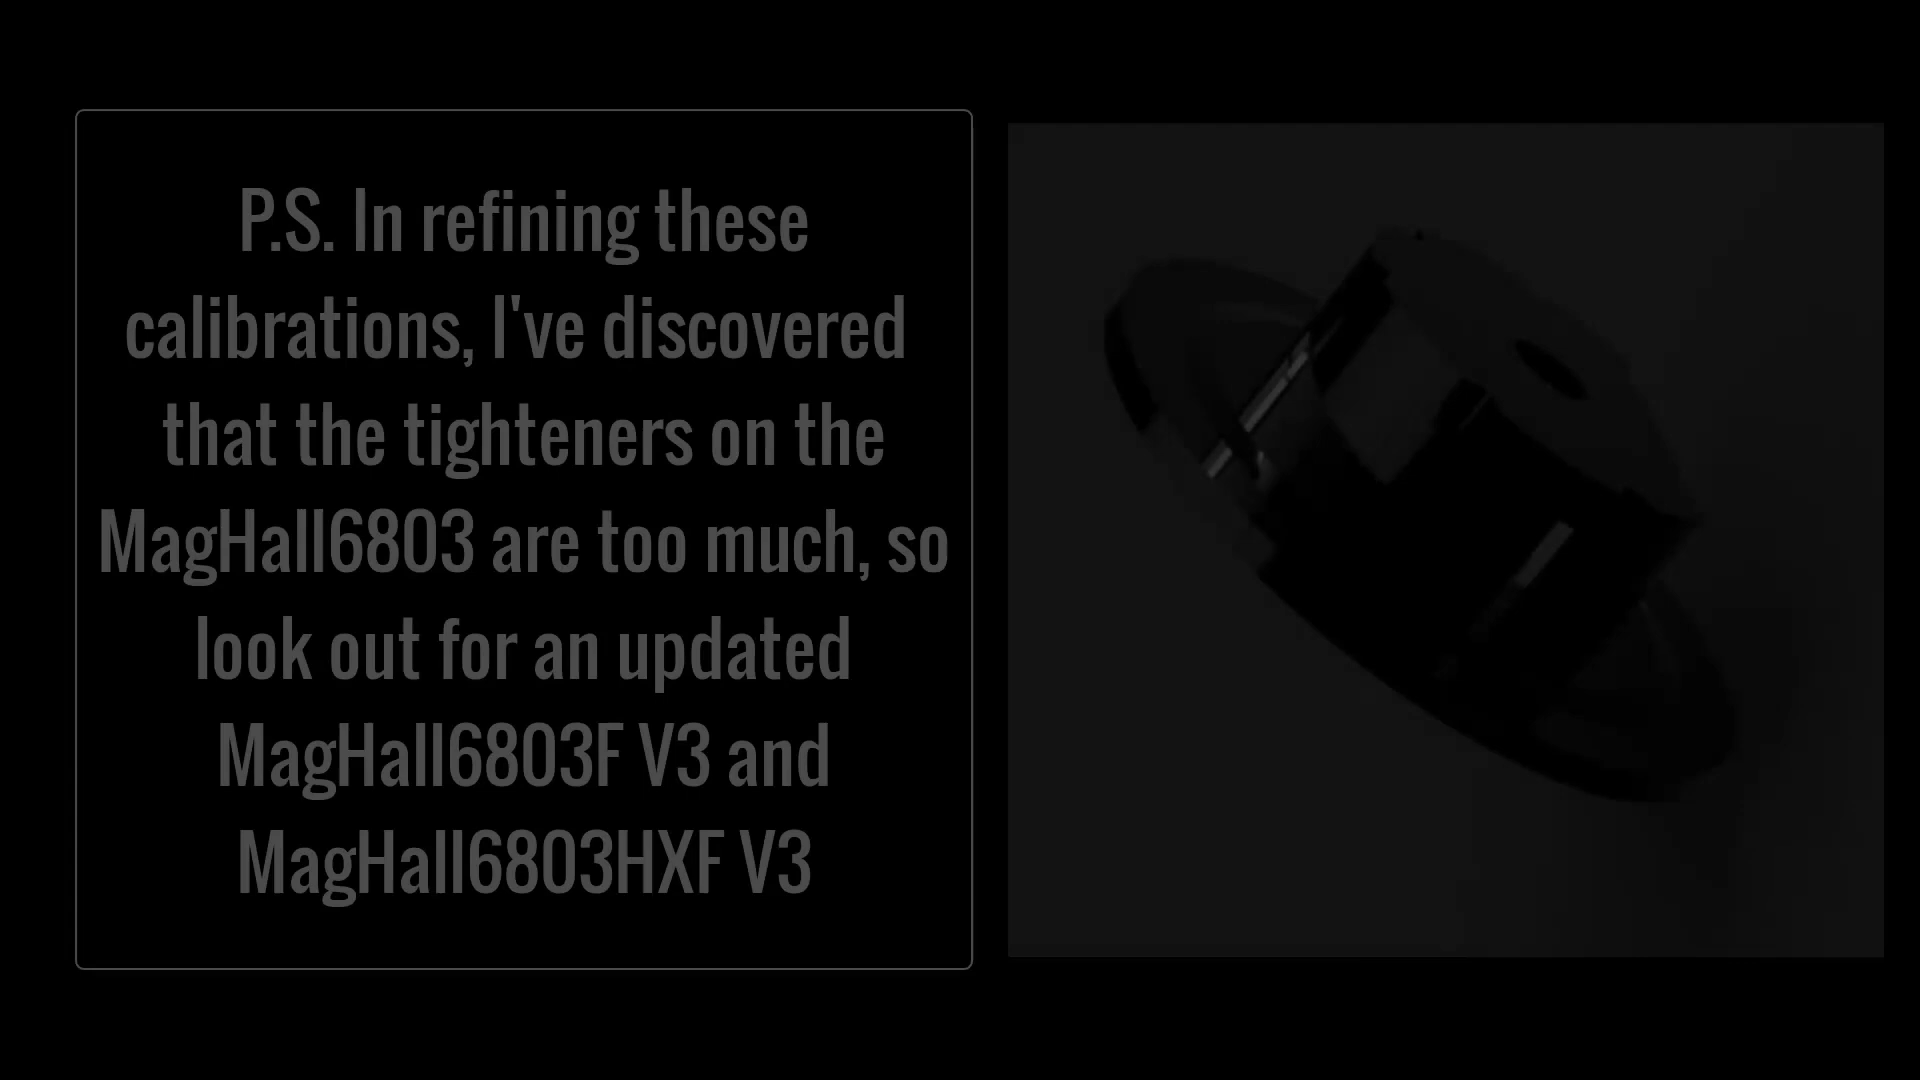 P.S. In refining these
calibrations, I've discovered
that the tighteners on the
MagHall6803 are too much, so
look out for an updated
MagHall6803F V3 and
MagHall6803HXF V3